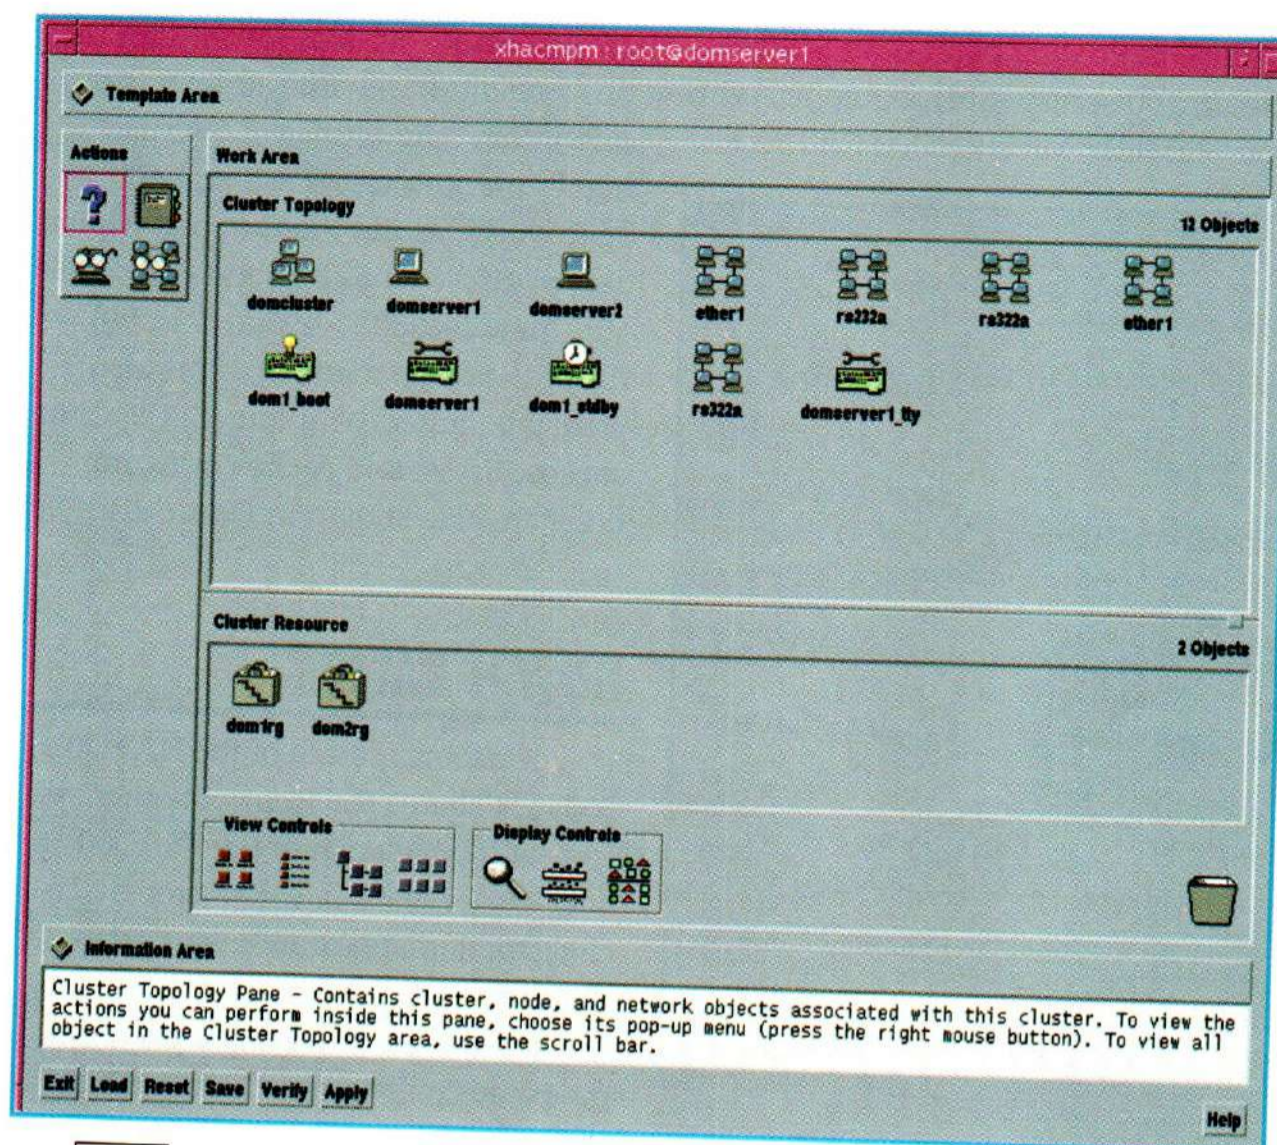 xhacmpm : root@domserver1
Template Area
Actions
Work Area
Cluster Topology
12 Objects
domcluster domserver1 domserver2 ether1 rs232a rs322a ether1
dom1_boot domserver1 dom1_stdby rs322a domserver1_tty
Cluster Resource
2 Objects
dom1rg dom2rg
View Controls
Display Controls
Information Area
Cluster Topology Pane - Contains cluster, node, and network objects associated with this cluster. To view the
actions you can perform inside this pane, choose its pop-up menu (press the right mouse button). To view all
object in the Cluster Topology area, use the scroll bar.
Exit Load Reset Save Verify Apply
Help